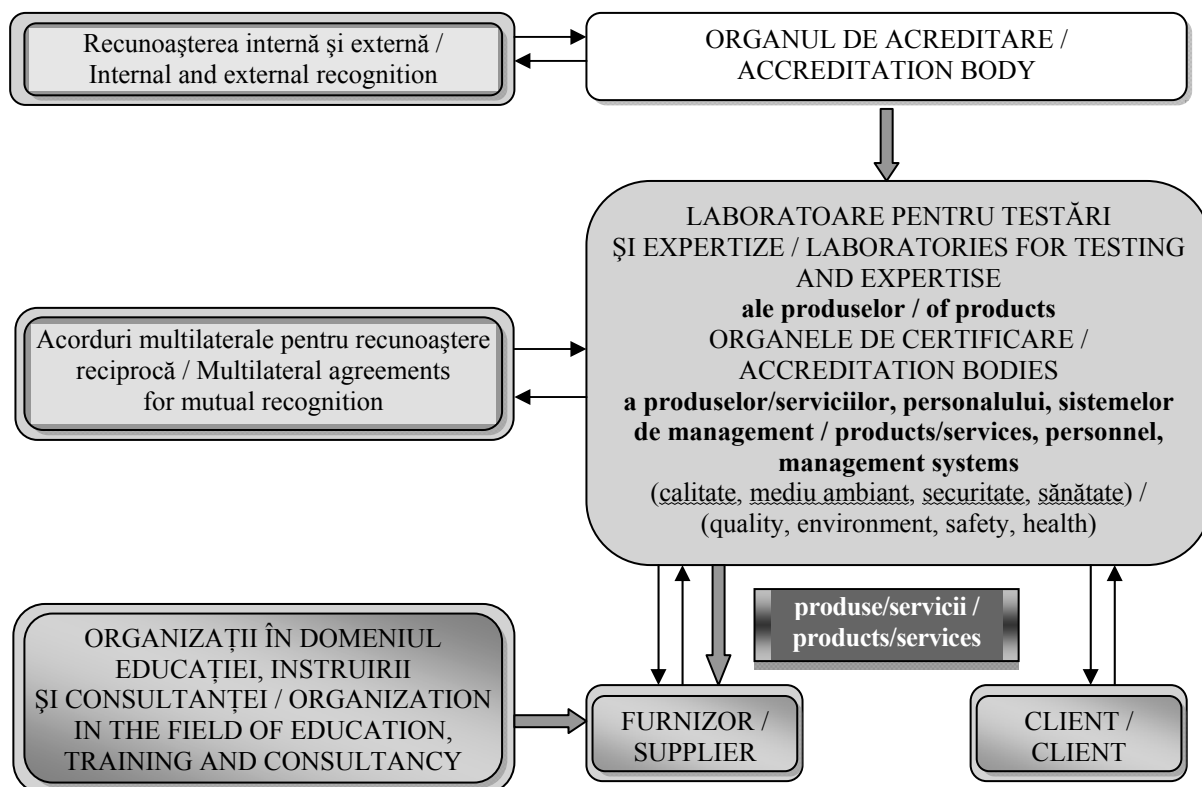 Recunoaşterea internă şi externă /
Internal and external recognition
ORGANUL DE ACREDITARE /
ACCREDITATION BODY
LABORATOARE PENTRU TESTĂRI
ŞI EXPERTIZE / LABORATORIES FOR TESTING
AND EXPERTISE
ale produselor / of products
ORGANELE DE CERTIFICARE /
ACCREDITATION BODIES
a produselor/serviciilor, personalului, sistemelor
de management / products/services, personnel,
management systems
(calitate, mediu ambiant, securitate, sănătate) /
(quality, environment, safety, health)
Acorduri multilaterale pentru recunoaştere
reciprocă / Multilateral agreements
for mutual recognition
produse/servicii /
products/services
ORGANIZAȚII ÎN DOMENIUL
EDUCAȚIEI, INSTRUIRII
ŞI CONSULTANȚEI / ORGANIZATION
IN THE FIELD OF EDUCATION,
TRAINING AND CONSULTANCY
FURNIZOR /
SUPPLIER
CLIENT /
CLIENT